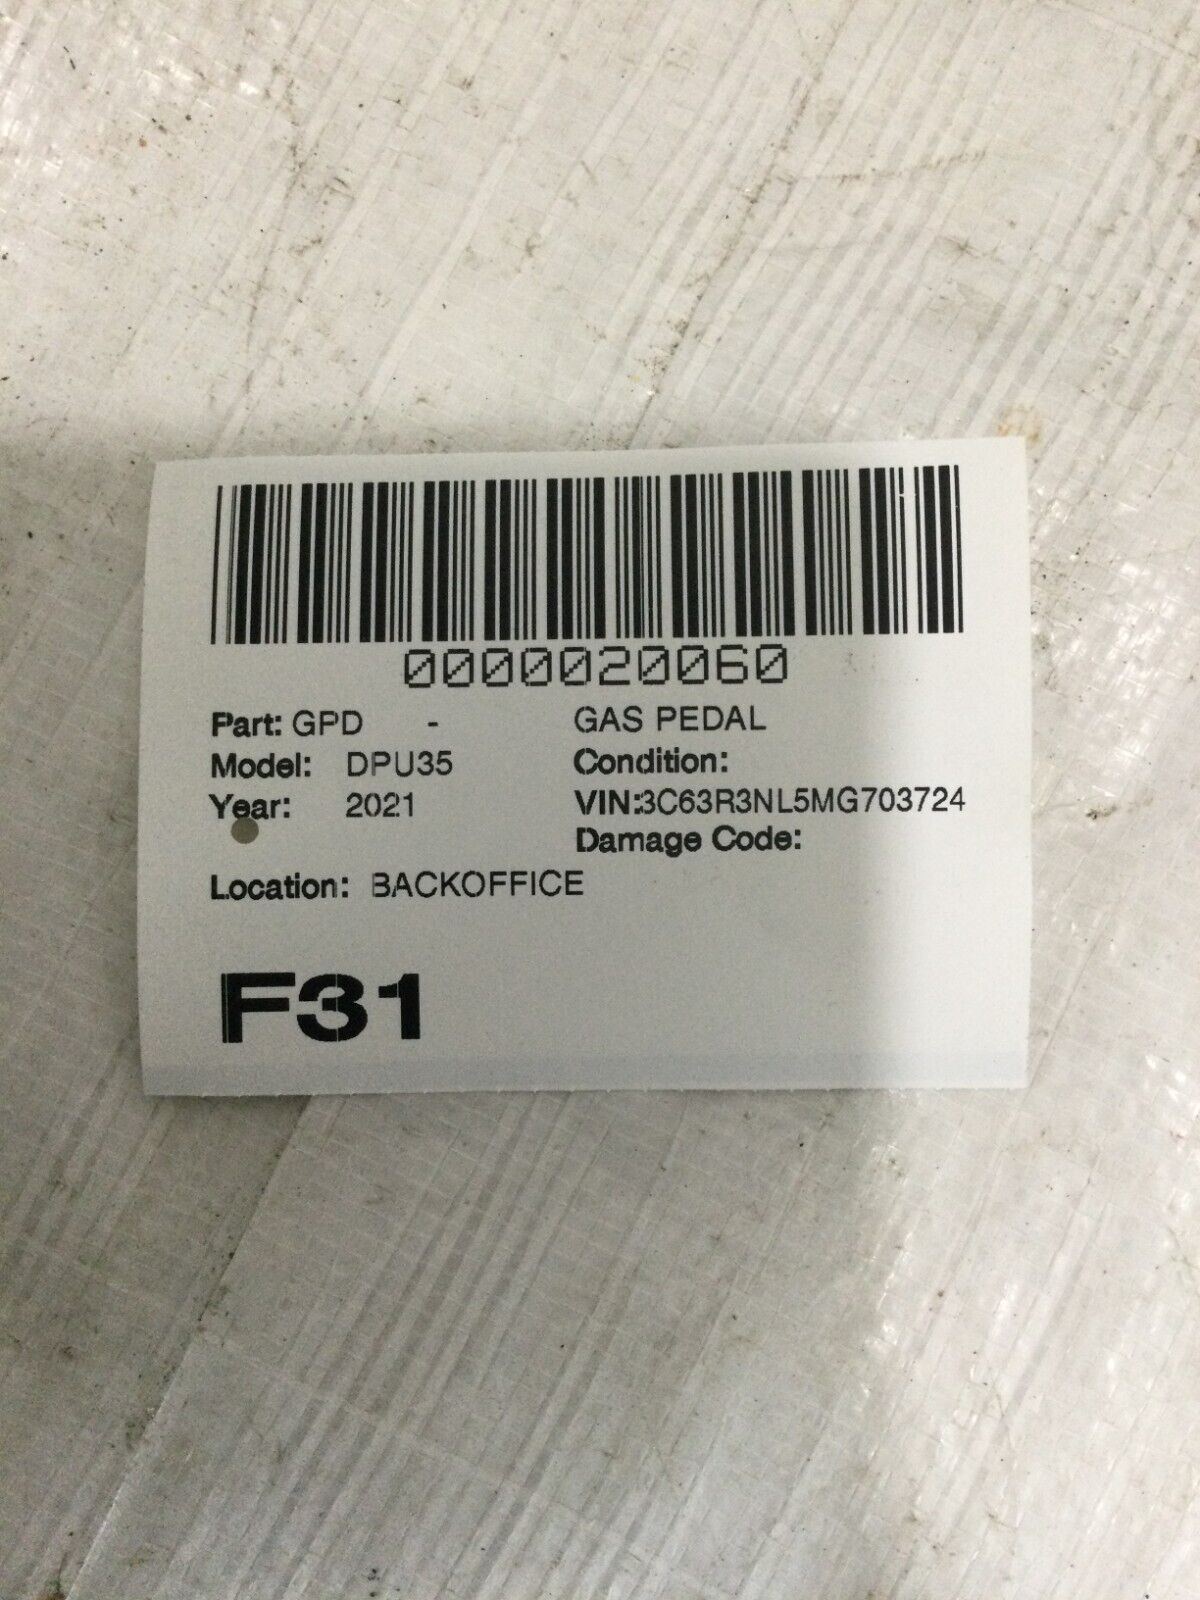 0000020060
Part: GPD - GAS PEDAL
Model: DPU35 Condition:
Year: 2021 VIN:3C63R3NL5MG703724
Damage Code:
Location: BACKOFFICE
F31